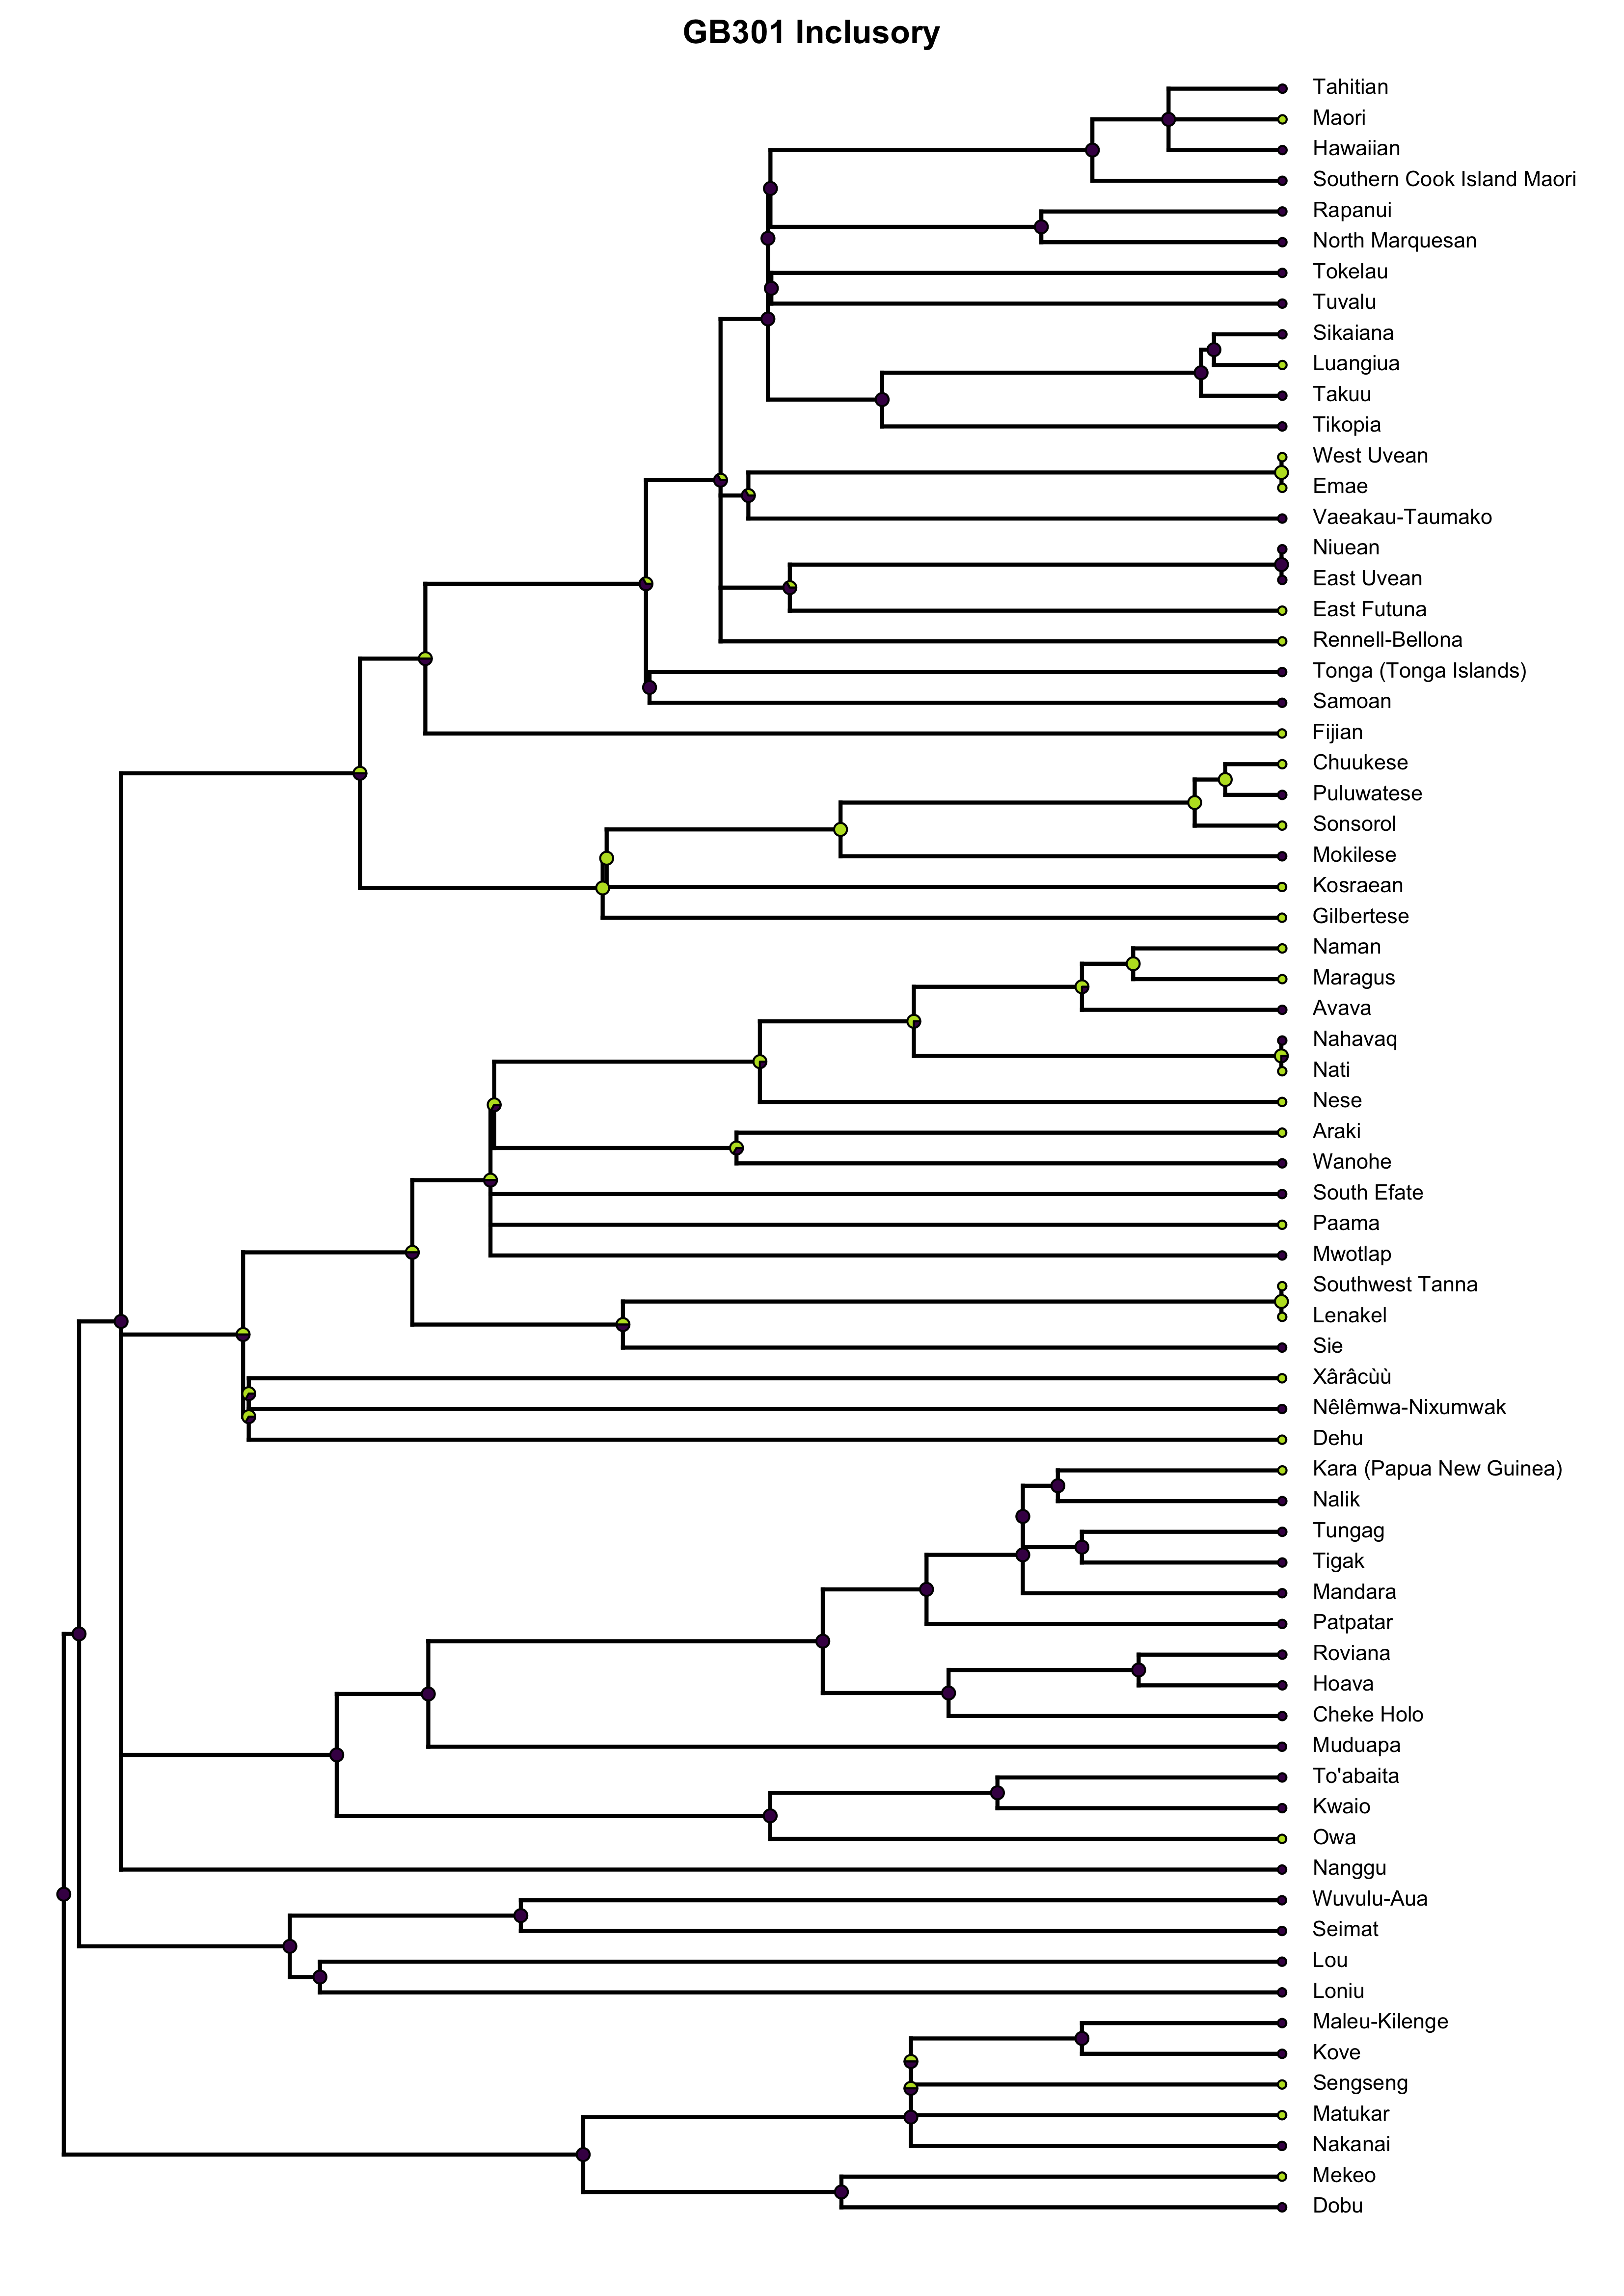 GB301 Inclusory
Tahitian
Maori
Hawaiian
Southern Cook Island Maori
Rapanui
North Marquesan
Tokelau
Tuvalu
Sikaiana
Luangiua
Takuu
Tikopia
West Uvean
Emae
Vaeakau-Taumako
Niuean
East Uvean
East Futuna
Rennell-Bellona
Tonga (Tonga Islands)
Samoan
Fijian
Chuukese
Puluwatese
Sonsorol
Mokilese
Kosraean
Gilbertese
Naman
Maragus
Avava
Nahavaq
Nati
Nese
Araki
Wanohe
South Efate
Paama
Mwotlap
Southwest Tanna
Lenakel
Sie
Xârâcùù
Nêlêmwa-Nixumwak
Dehu
Kara (Papua New Guinea)
Nalik
Tungag
Tigak
Mandara
Patpatar
Roviana
Hoava
Cheke Holo
Muduapa
To'abaita
Kwaio
Owa
Nanggu
Wuvulu-Aua
Seimat
Lou
Loniu
Maleu-Kilenge
Kove
Sengseng
Matukar
Nakanai
Mekeo
Dobu